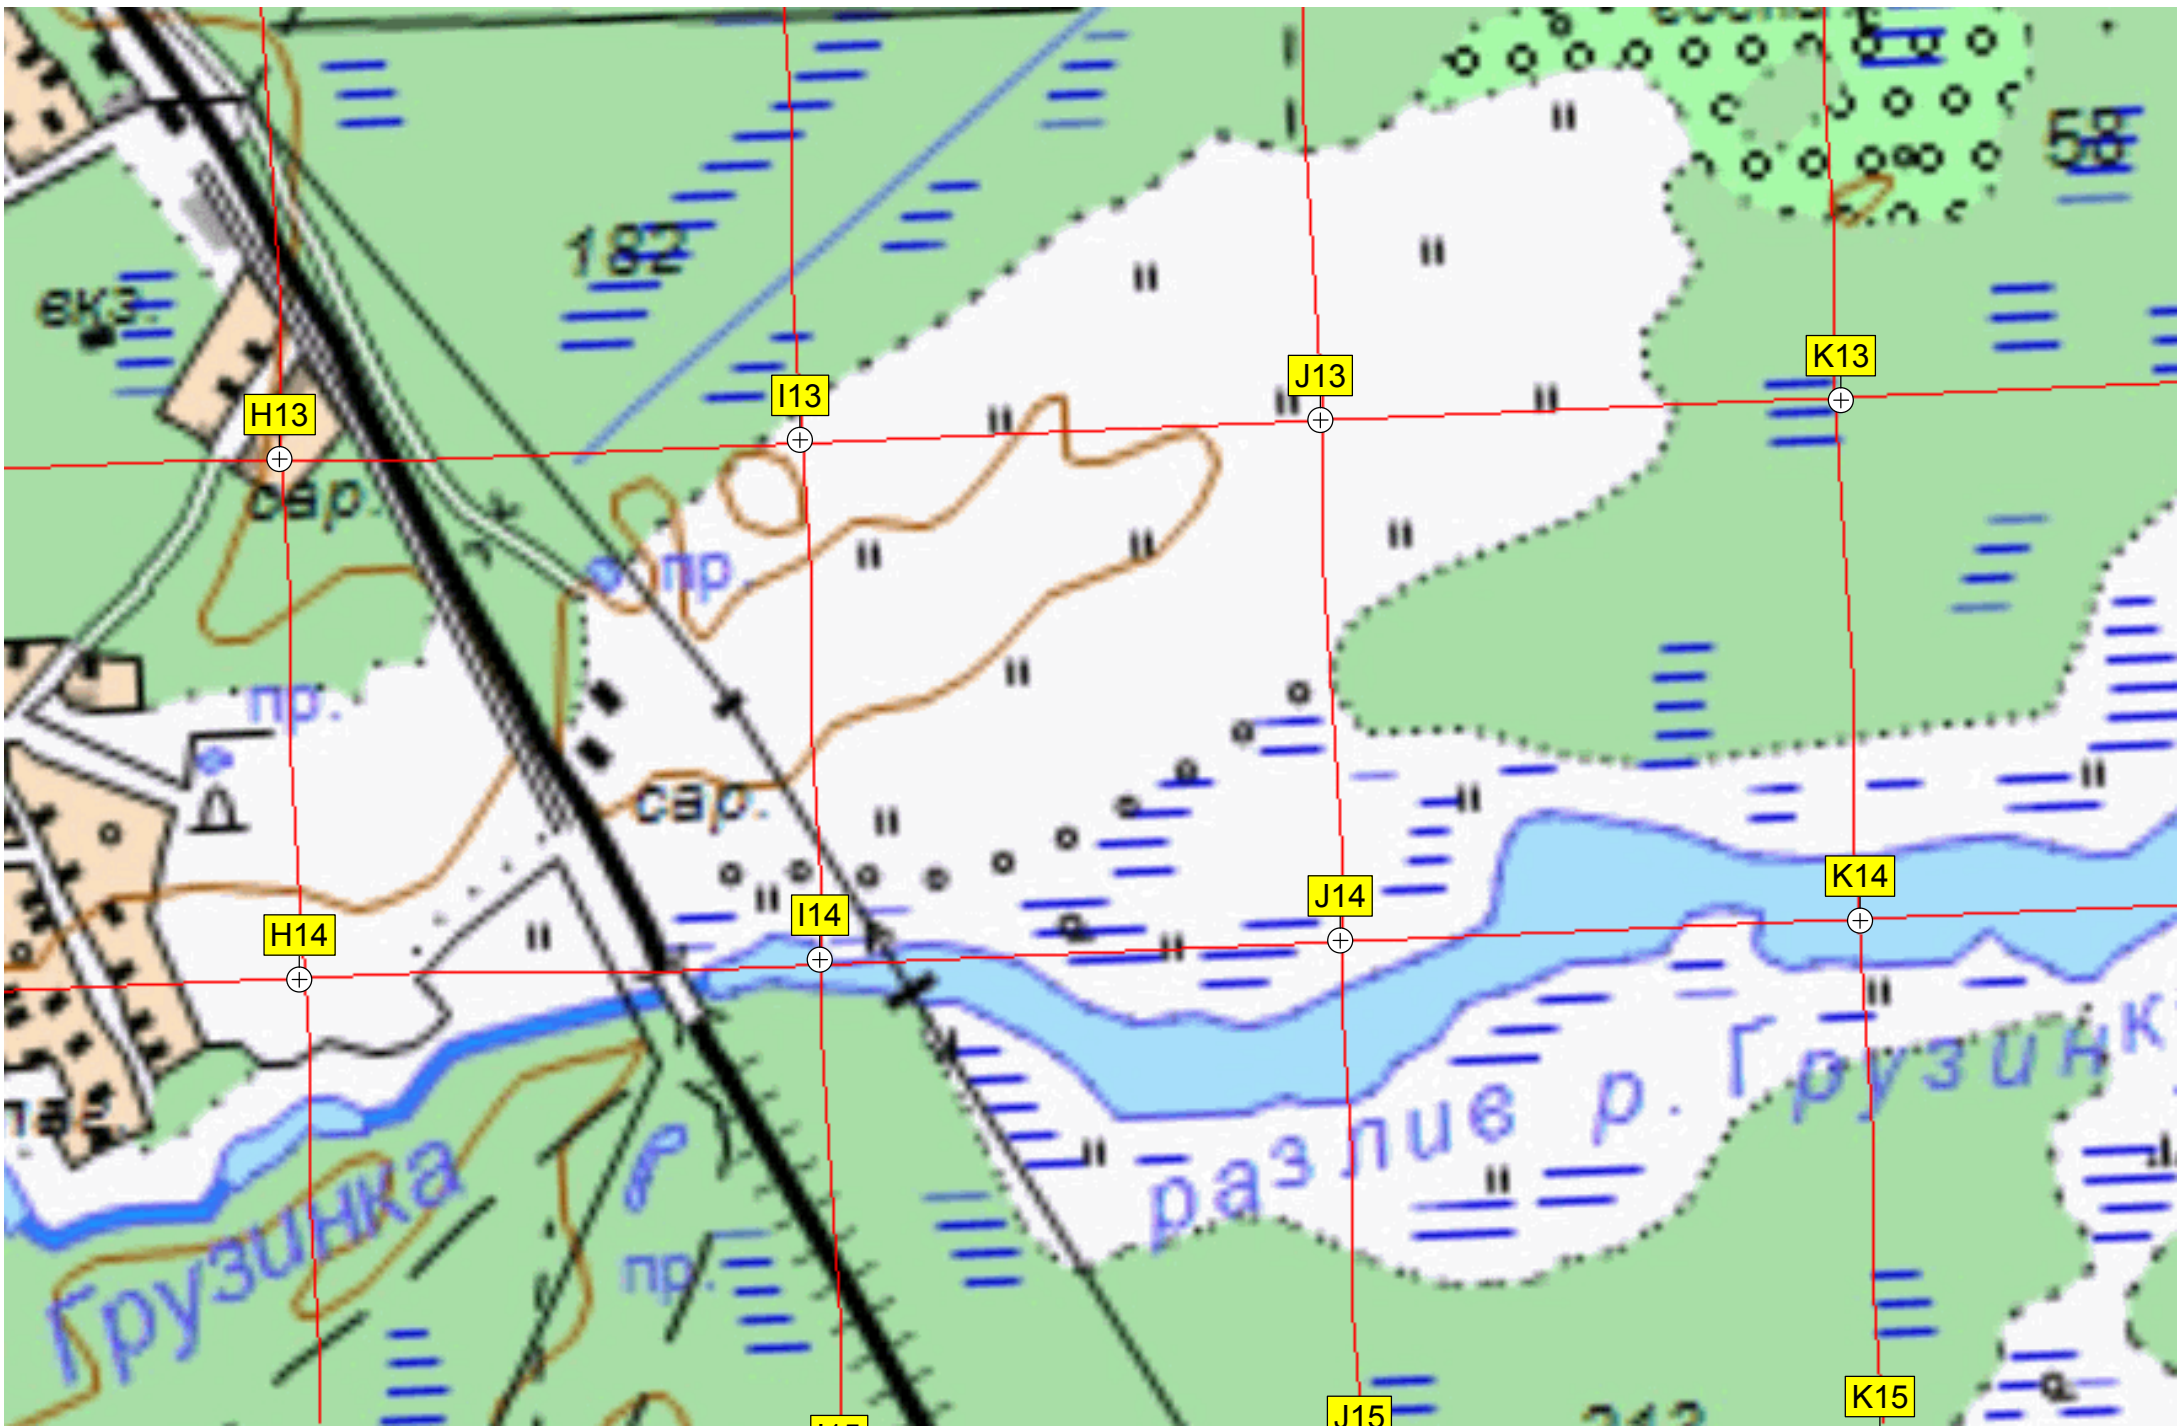 58
182
вкз.
K13
J13
I13
H13
сар.
пр.
пр.
сар.
K14
J14
I14
H14
разлив р. Грузинк
Грузинка
пр.
K15
J15